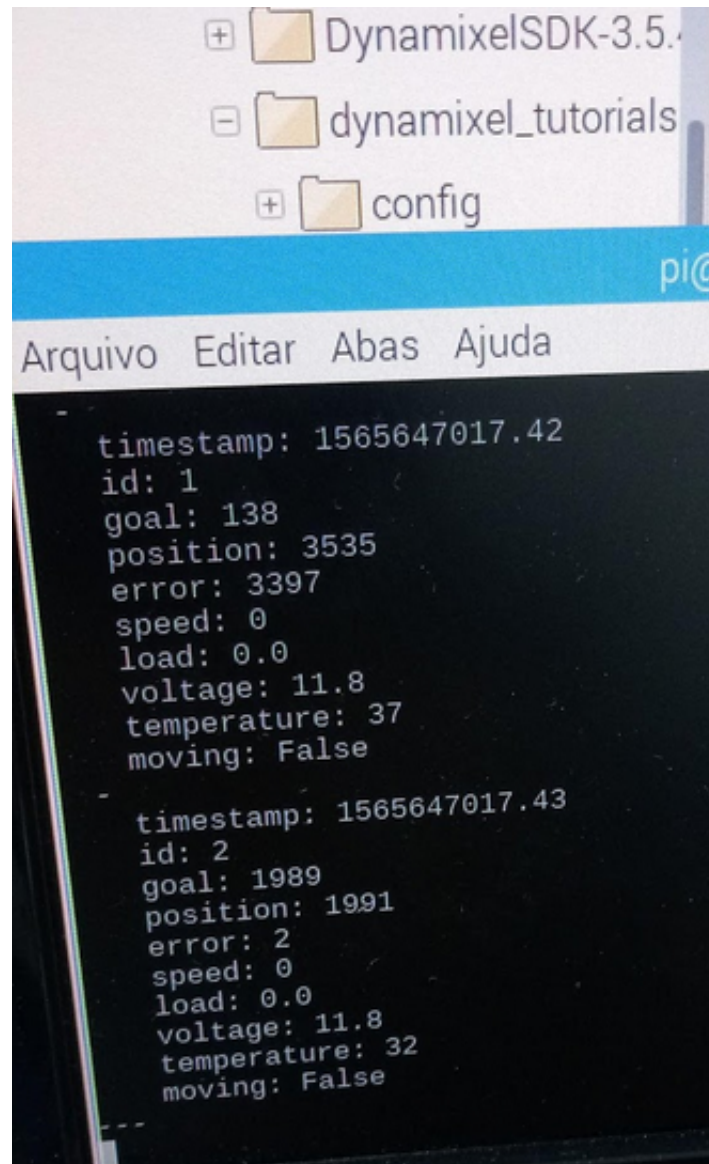 DynamixelSDK-3.5.
dynamixel_tutorials
config
pi@
Arquivo Editar Abas Ajuda
-
timestamp: 1565647017.42
id: 1
goal: 138
position: 3535
error: 3397
speed: 0
load: 0.0
voltage: 11.8
temperature: 37
moving: False
-
timestamp: 1565647017.43
id: 2
goal: 1989
position: 1991
error: 2
speed: 0
load: 0.0
voltage: 11.8
temperature: 32
moving: False
---